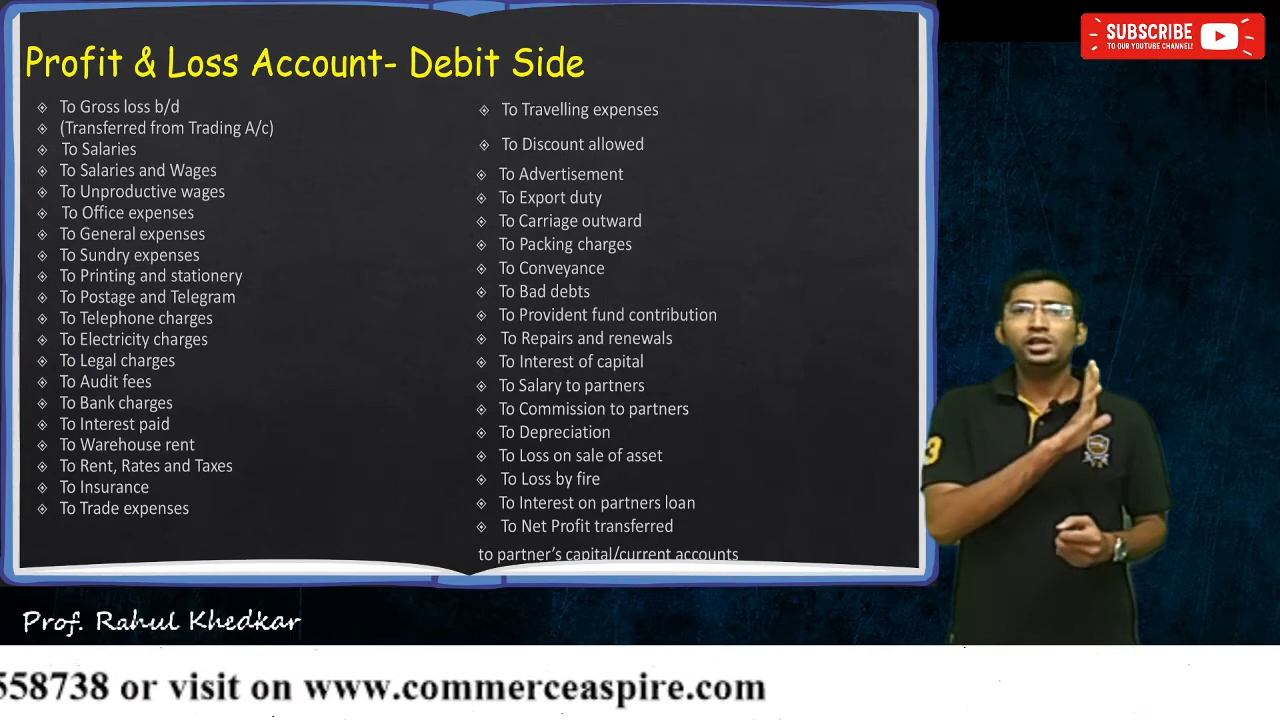 Profit & Loss Account- Debit Side
To Gross loss b/d
(Transferred from Trading A/c)
To Salaries
To Salaries and Wages
To Unproductive wages
To Office expenses
To General expenses
To Sundry expenses
To Printing and stationery
To Postage and Telegram
To Telephone charges
To Electricity charges
To Legal charges
To Audit fees
To Bank charges
To Interest paid
To Warehouse rent
To Rent, Rates and Taxes
To Insurance
To Trade expenses
To Travelling expenses
To Discount allowed
To Advertisement
To Export duty
To Carriage outward
To Packing charges
To Conveyance
To Bad debts
To Provident fund contribution
To Repairs and renewals
To Interest of capital
To Salary to partners
To Commission to partners
To Depreciation
To Loss on sale of asset
To Loss by fire
To Interest on partners loan
To Net Profit transferred
to partner's capital/current accounts
SUBSCRIBE
TO OUR YOUTUBE CHANNEL!
3
Prof. Rahul Khedkar
558738 or visit on www.commerceaspire.com